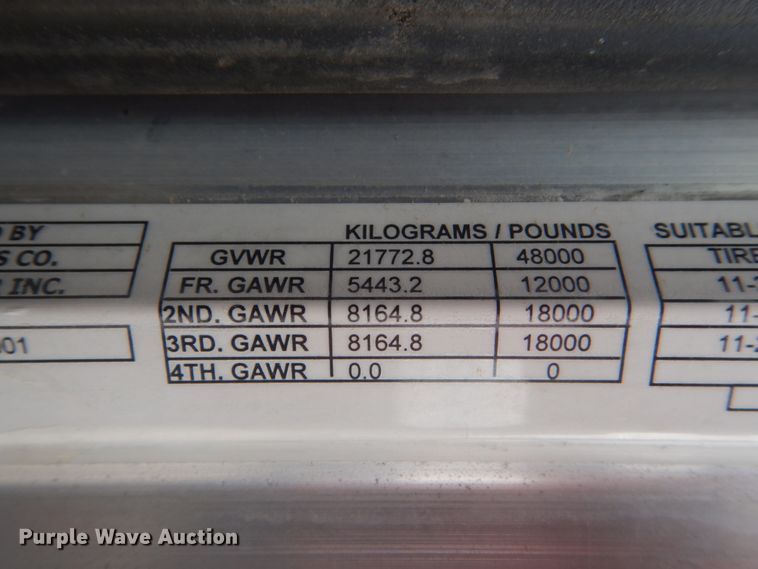 BY
KILOGRAMS / POUNDS
SUITABL
CO.
GVWR 21772.8 48000
TIRE
INC.
FR. GAWR 5443.2 12000
11-
2ND. GAWR 8164.8 18000
11-
01
3RD. GAWR 8164.8 18000
11-2
4TH. GAWR 0.0 0
Purple Wave Auction